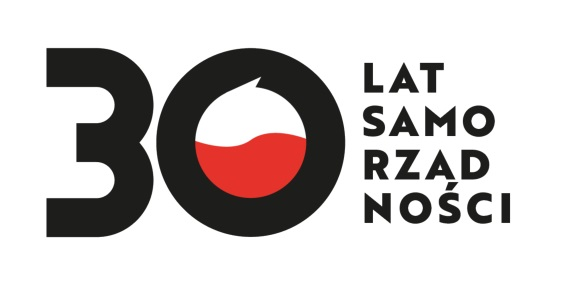 30
LAT
SAMO
RZĄD
NOŚCI